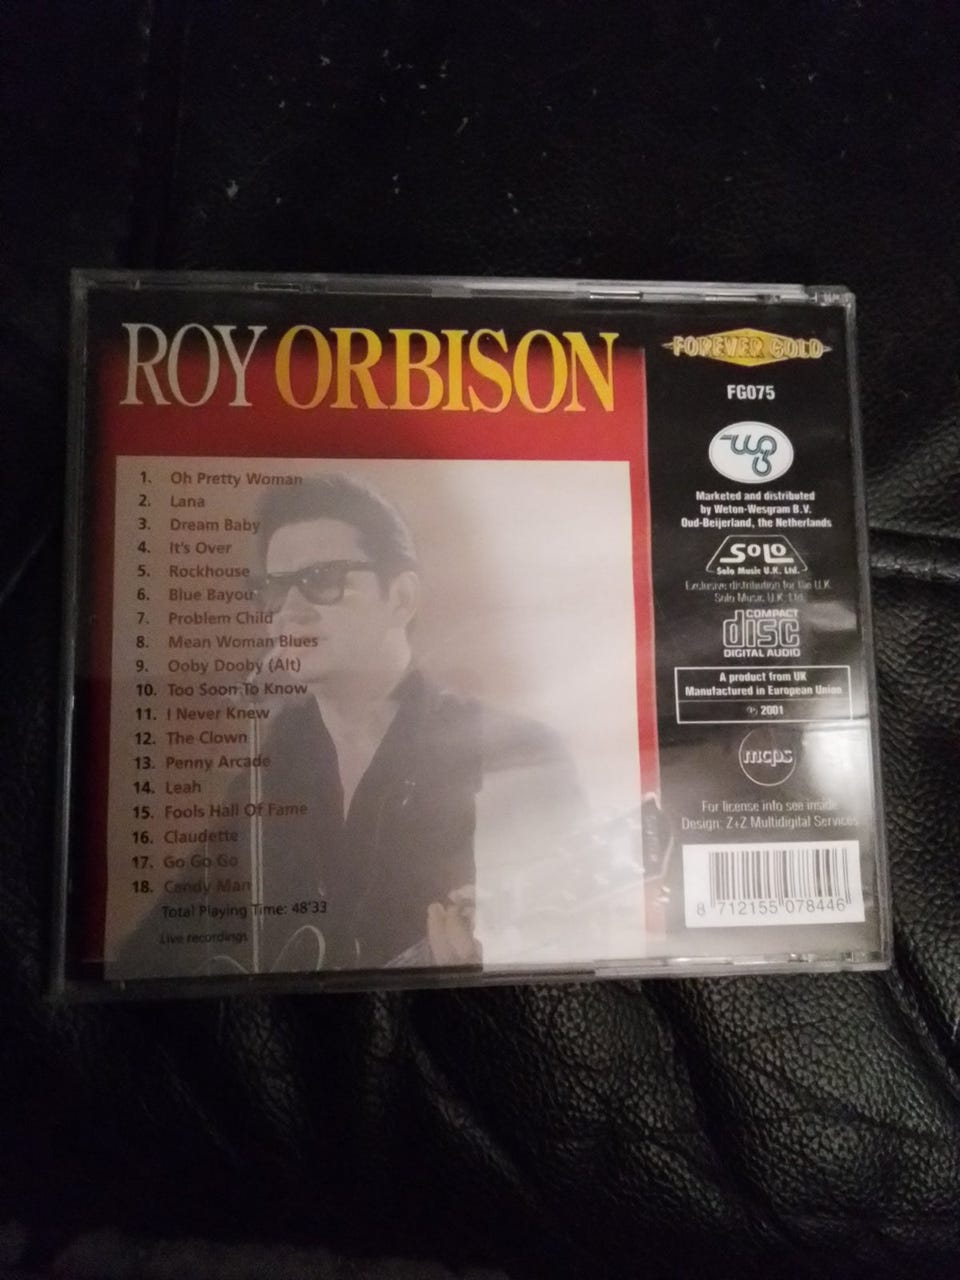 ROY ORBISON
1. Oh Pretty Woman
2. Lana
3. Dream Baby
4. It's Over
5. Rockhouse
6. Blue Bayou
7. Problem Child
8. Mean Woman Blues
9. Ooby Dooby (Alt)
10. Too Soon To Know
11. I Never Knew
12. The Clown
13. Penny Arcade
14. Leah
15. Fools Hall Of Fame
16. Claudette
17. Go Go Go
18. Candy Man
Total Playing Time: 48'33
Live recordings
FOREVER GOLD
FG075
wg
Marketed and distributed
by Weton-Wesgram B.V.
Oud-Beijerland, the Netherlands
SOLO
Solo Music U.K. Ltd.
Exclusive distribution for the U.K.
Solo Music U.K. Ltd.
COMPACT
disc
DIGITAL AUDIO
A product from UK
Manufactured in European Union
℗ 2001
mcps
For license info see inside
Design: Z+Z Multidigital Services
8 712155 078446